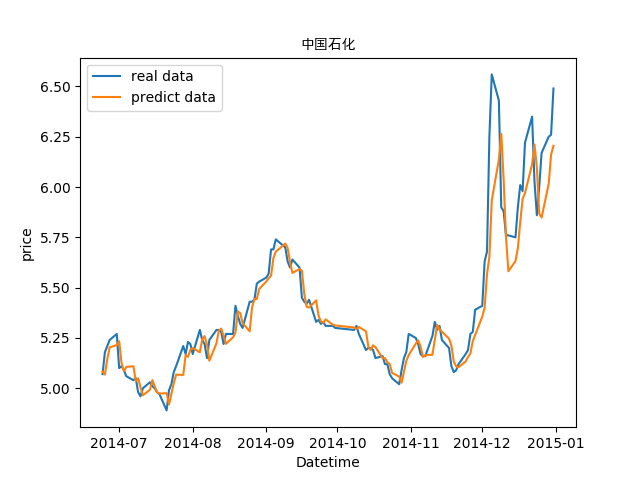 中国石化
real data
predict data
6.50
6.25
6.00
5.75
5.50
5.25
5.00
price
2014-07 2014-08 2014-09 2014-10 2014-11 2014-12 2015-01
Datetime